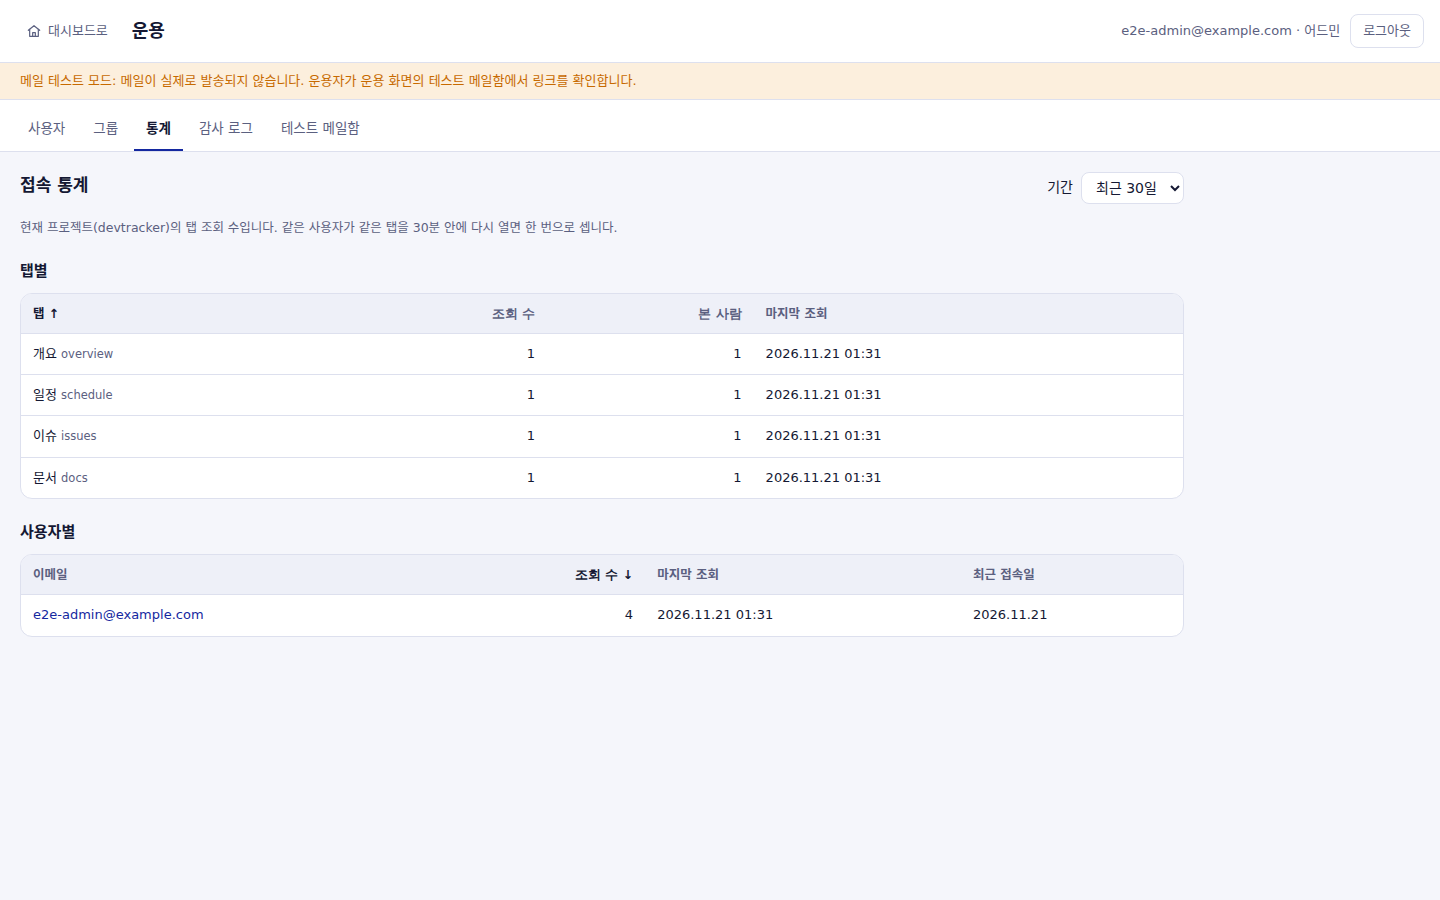 대시보드로 운용 e2e-admin@example.com · 어드민 로그아웃
메일 테스트 모드: 메일이 실제로 발송되지 않습니다. 운용자가 운용 화면의 테스트 메일함에서 링크를 확인합니다.
사용자 그룹 통계 감사 로그 테스트 메일함
접속 통계 기간 최근 30일
현재 프로젝트(devtracker)의 탭 조회 수입니다. 같은 사용자가 같은 탭을 30분 안에 다시 열면 한 번으로 셉니다.
탭별
탭 ↑ 조회 수 본 사람 마지막 조회
개요 overview 1 1 2026.11.21 01:31
일정 schedule 1 1 2026.11.21 01:31
이슈 issues 1 1 2026.11.21 01:31
문서 docs 1 1 2026.11.21 01:31
사용자별
이메일 조회 수 ↓ 마지막 조회 최근 접속일
e2e-admin@example.com 4 2026.11.21 01:31 2026.11.21